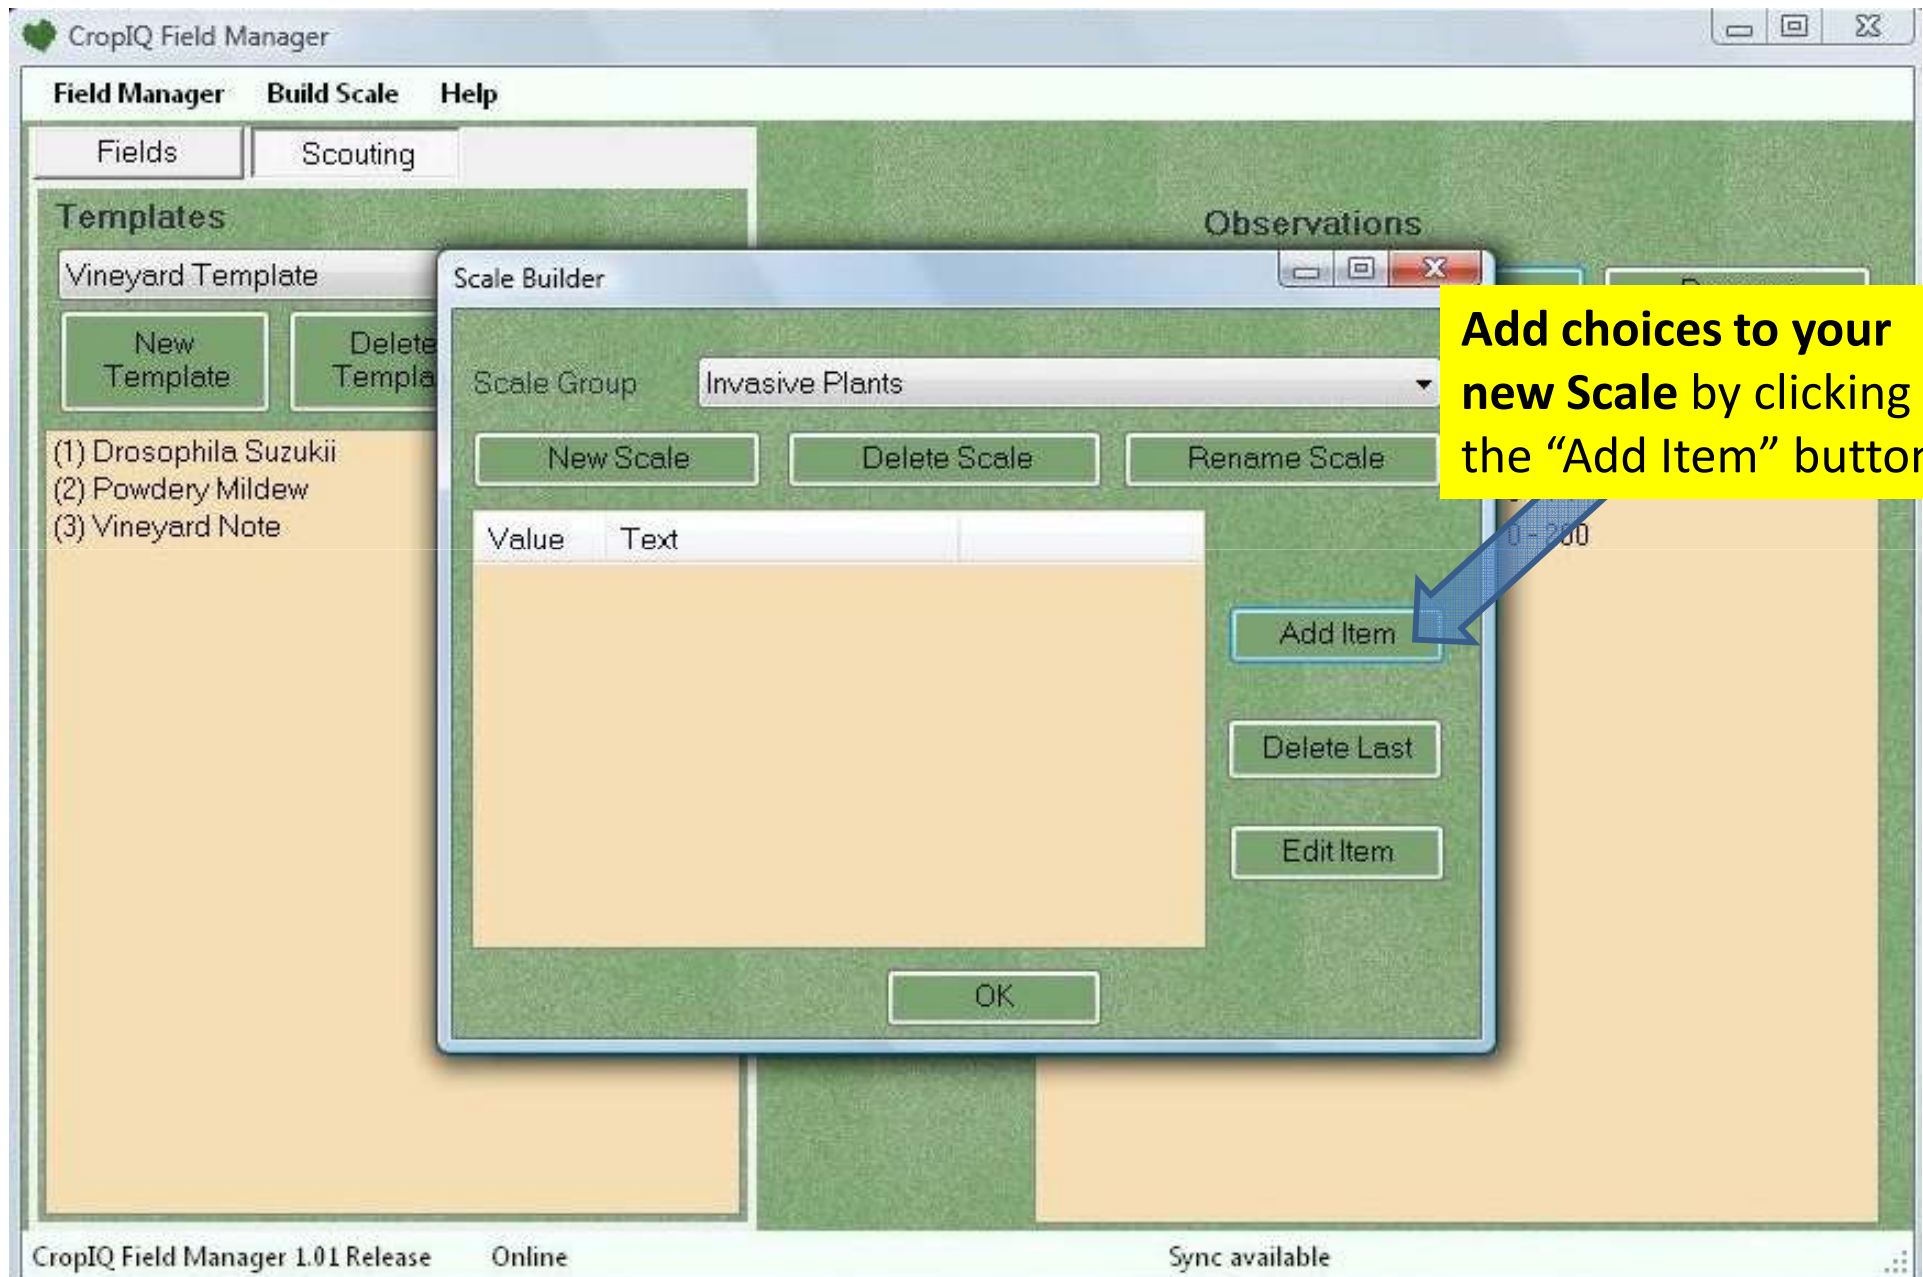 CropIQ Field Manager
Field Manager Build Scale Help
Fields Scouting
Templates
Observations
Vineyard Template
New Template
Delete
(1) Drosophila Suzukii
(2) Powdery Mildew
(3) Vineyard Note
Scale Builder
Scale Group Invasive Plants
New Scale Delete Scale Rename Scale
Value Text
Add Item
Delete Last
Edit Item
OK
Add choices to your
new Scale by clicking
the “Add Item”
0 - 200
CropIQ Field Manager 1.01 Release Online Sync available